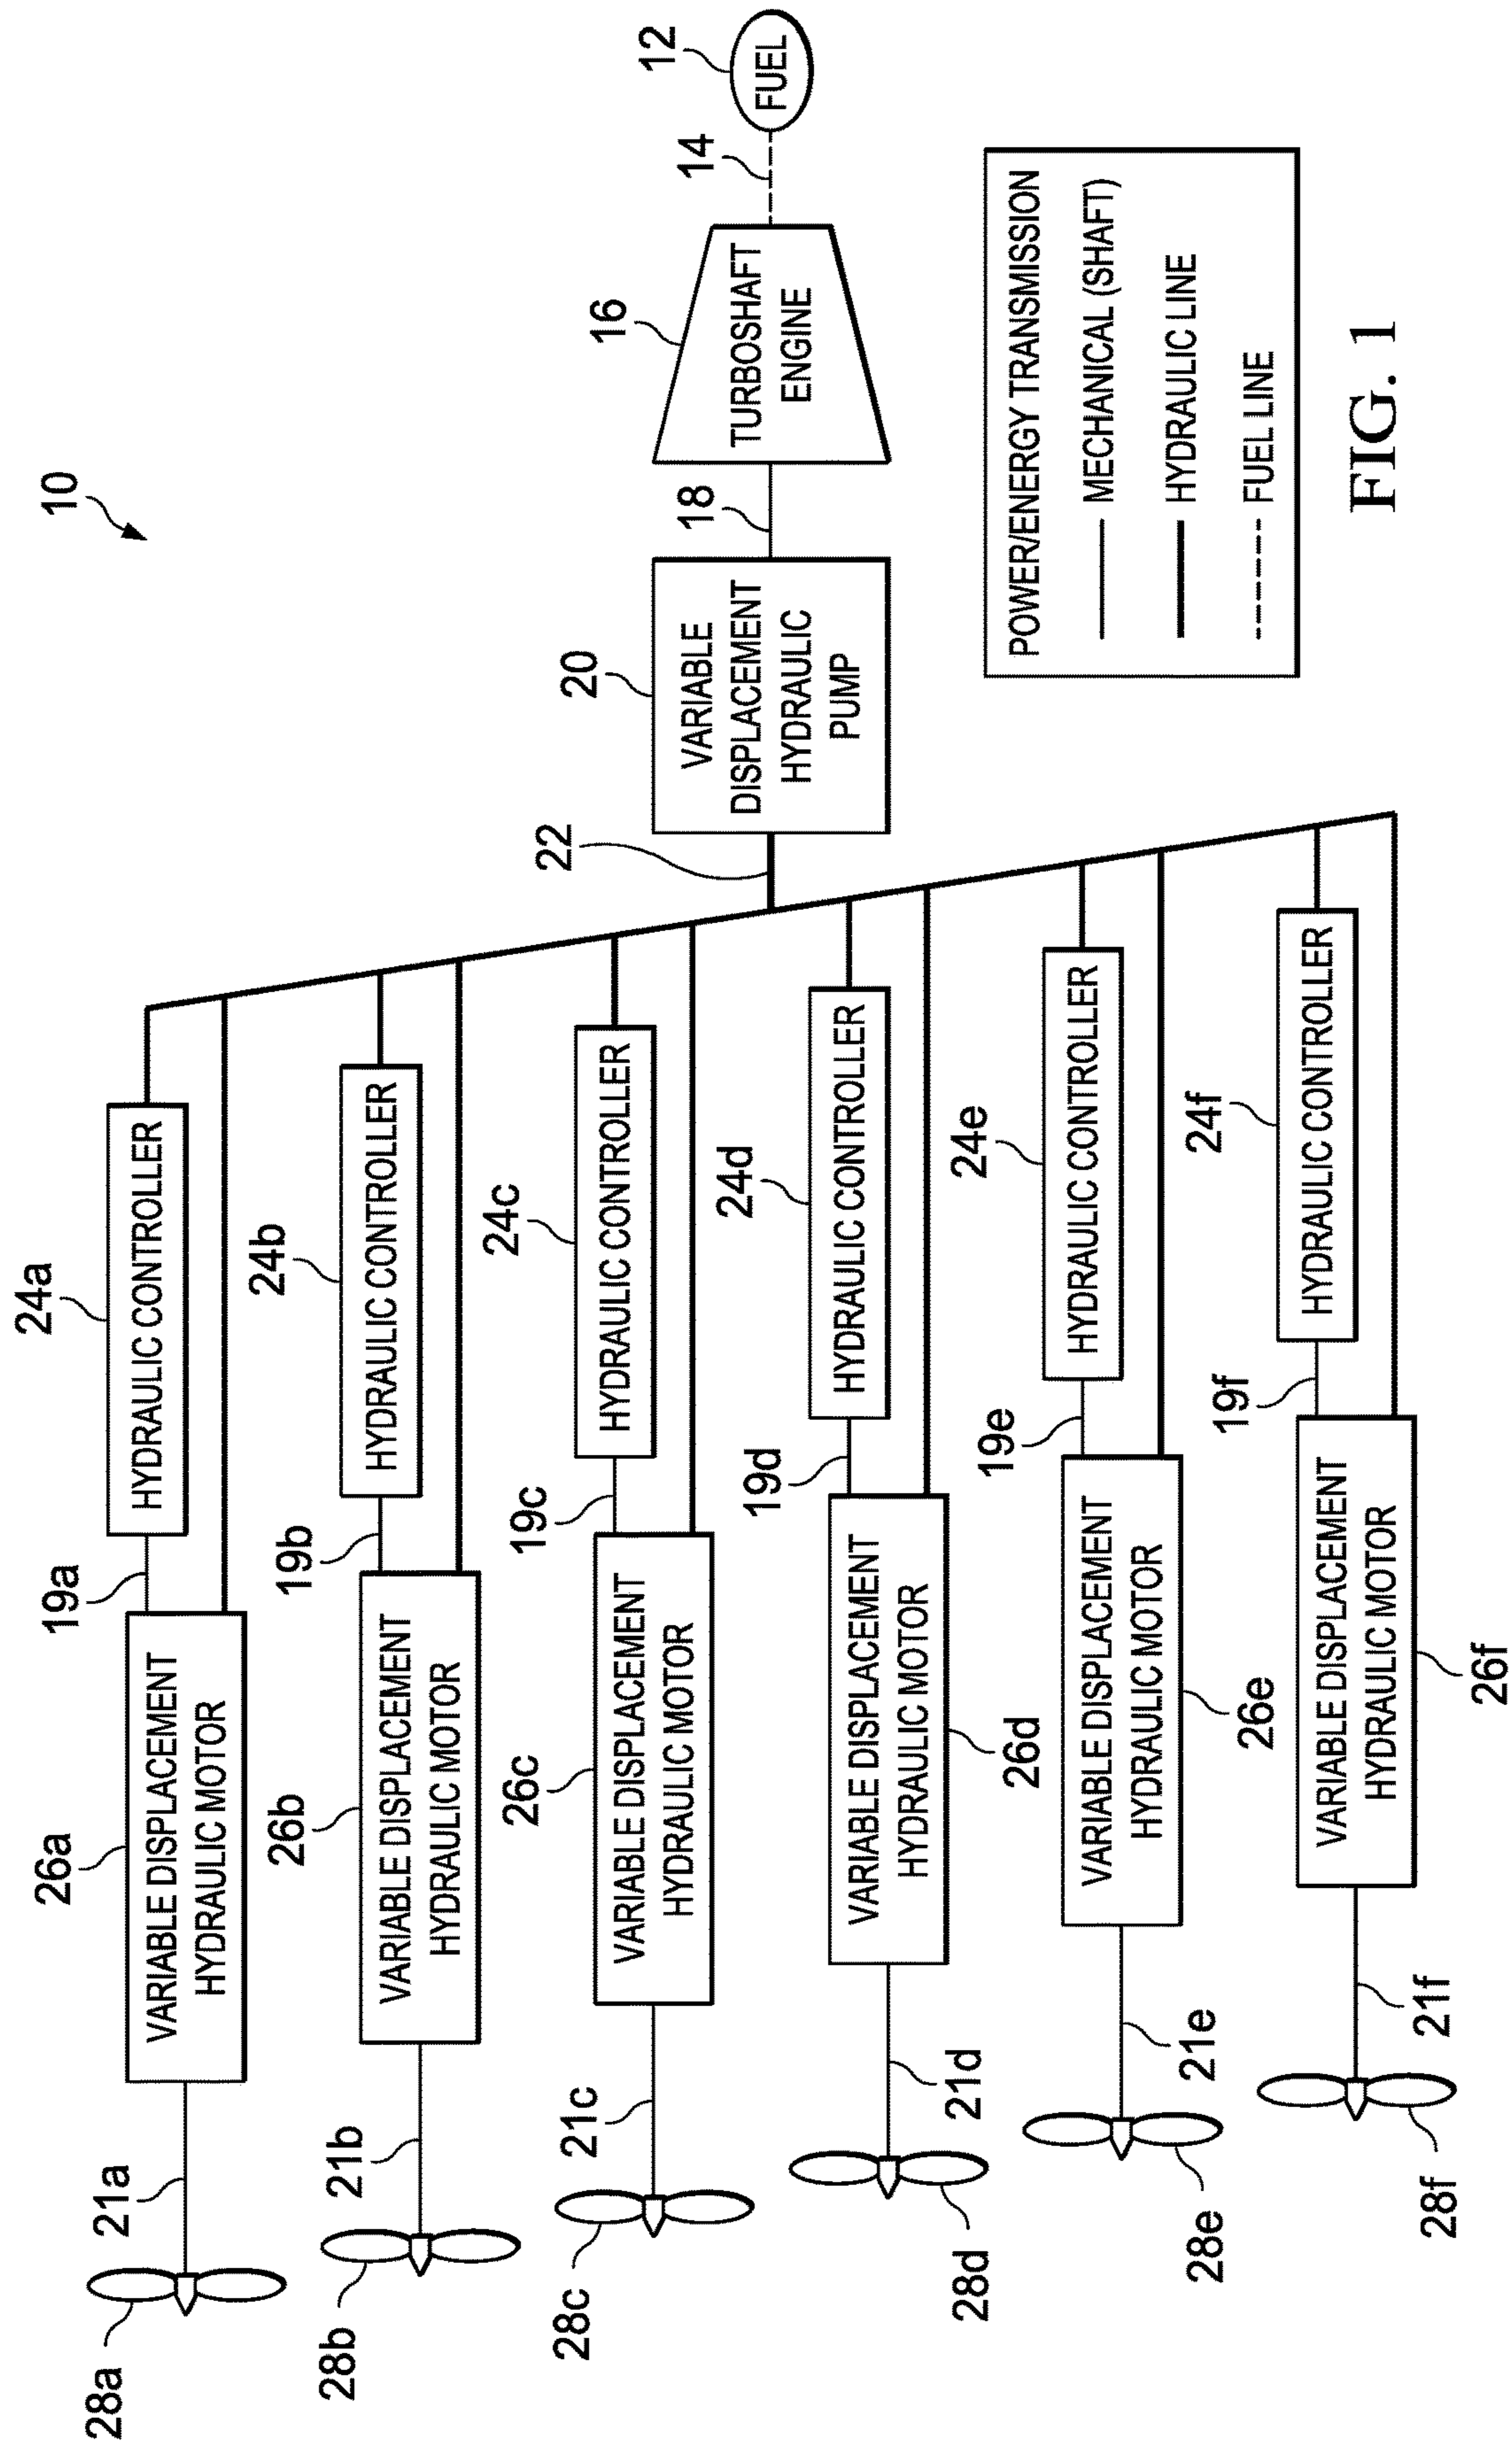 10
28a
21a
26a
VARIABLE DISPLACEMENT
HYDRAULIC MOTOR
19a
24a
HYDRAULIC CONTROLLER
28b
21b
26b
VARIABLE DISPLACEMENT
HYDRAULIC MOTOR
19b
24b
HYDRAULIC CONTROLLER
28c
21c
26c
VARIABLE DISPLACEMENT
HYDRAULIC MOTOR
19c
24c
HYDRAULIC CONTROLLER
22
20
VARIABLE
DISPLACEMENT
HYDRAULIC
PUMP
18
16
TURBOSHAFT
ENGINE
14
12
FUEL
28d
21d
26d
VARIABLE DISPLACEMENT
HYDRAULIC MOTOR
19d
24d
HYDRAULIC CONTROLLER
28e
21e
26e
VARIABLE DISPLACEMENT
HYDRAULIC MOTOR
19e
24e
HYDRAULIC CONTROLLER
28f
21f
26f
VARIABLE DISPLACEMENT
HYDRAULIC MOTOR
19f
24f
HYDRAULIC CONTROLLER
POWER/ENERGY TRANSMISSION
MECHANICAL (SHAFT)
HYDRAULIC LINE
FUEL LINE
FIG. 1